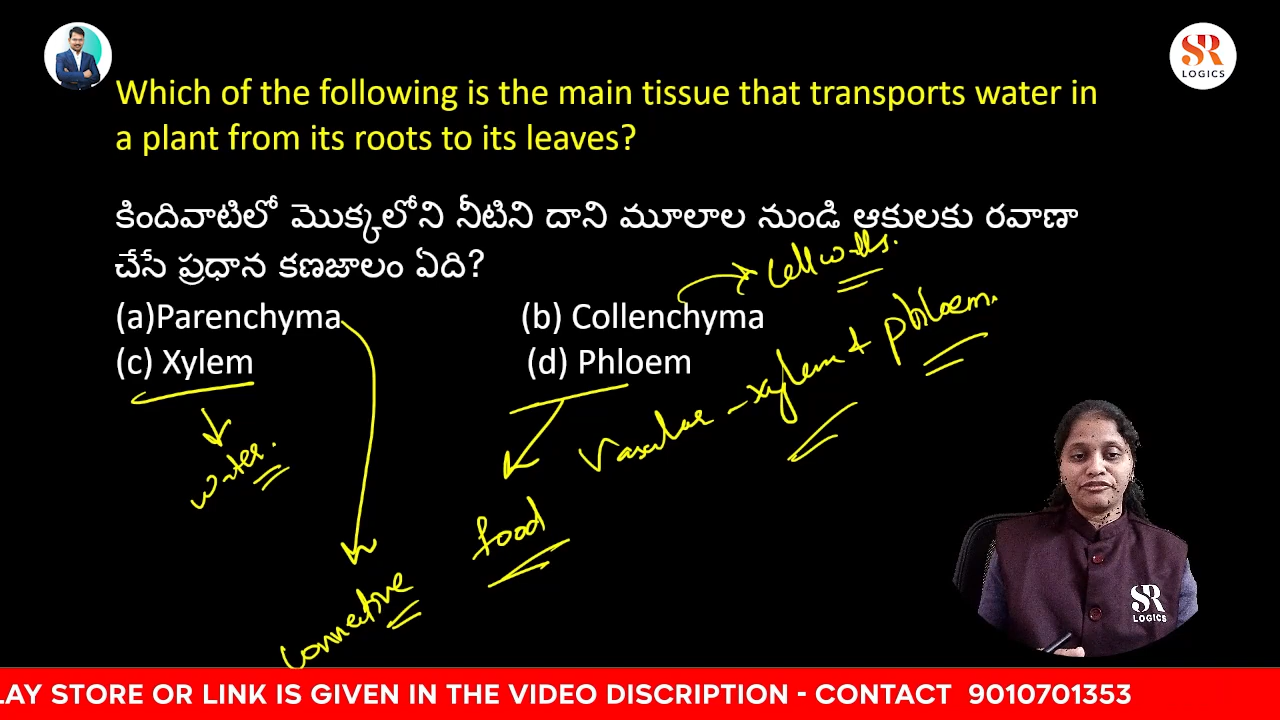 SR
LOGICS
Which of the following is the main tissue that transports water in
a plant from its roots to its leaves?
కిందివాటిలో మొక్కలోని నీటిని దాని మూలాల నుండి ఆకులకు రవాణా
చేసే ప్రధాన కణజాలం ఏది?
cell walls.
(a)Parenchyma (b) Collenchyma
(c) Xylem (d) Phloem
Vascular - xylem & phloem.
water.
food
connective
SR
LOGICS
LAY STORE OR LINK IS GIVEN IN THE VIDEO DISCRIPTION - CONTACT 9010701353